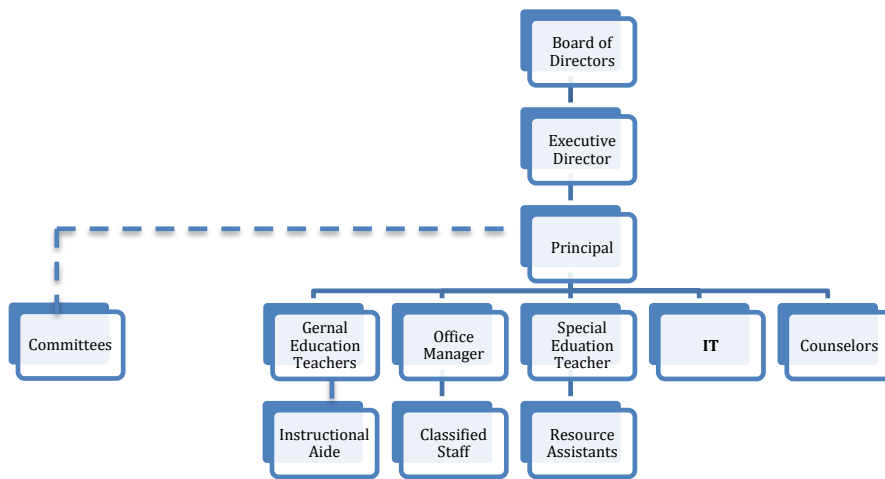 Board of
Directors
Executive
Director
Principal
Committees
Gernal
Education
Teachers
Office
Manager
Special
Eduation
Teacher
IT
Counselors
Instructional
Aide
Classified
Staff
Resource
Assistants